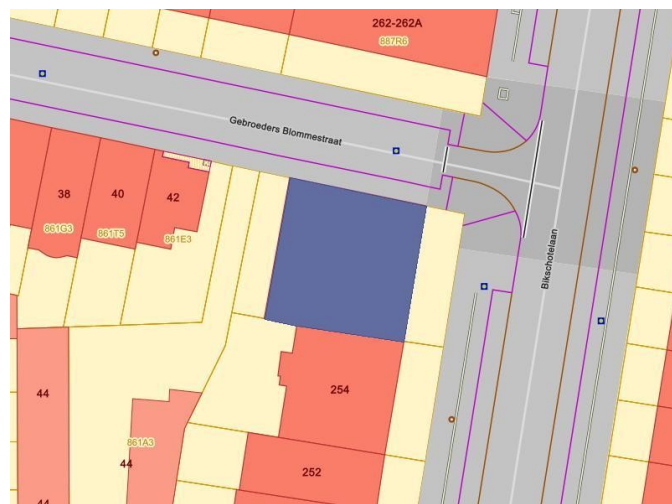 262-262A
887R6
Gebroeders Blommestraat
38
861G3
40
861T5
42
861E3
Bikschotelaan
254
44
861A3
44
252
44